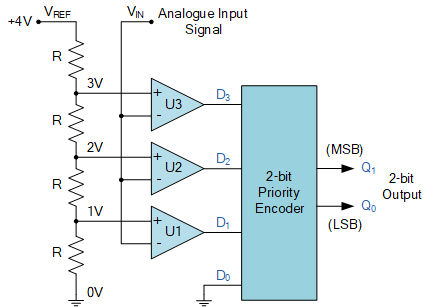 +4V
VREF
VIN
Analogue Input
Signal
R
3V
+
-
U3
D3
R
2V
+
-
U2
D2
R
1V
+
-
U1
D1
R
0V
D0
2-bit
Priority
Encoder
(MSB)
Q1
Q0
(LSB)
2-bit
Output